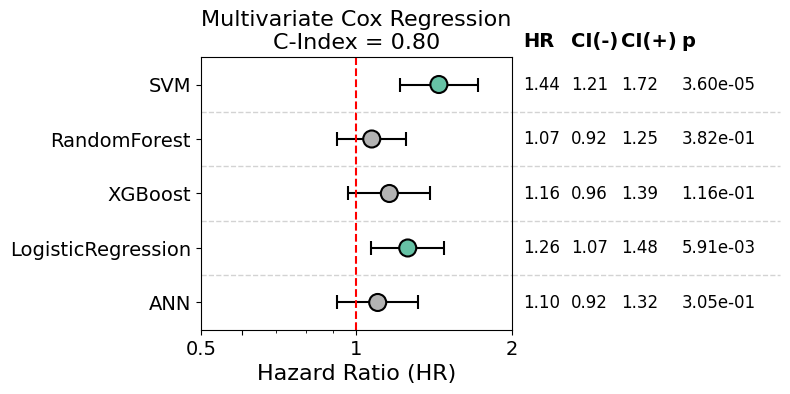 Multivariate Cox Regression
C-Index = 0.80
HR CI(-) CI(+) p
SVM 1.44 1.21 1.72 3.60e-05
RandomForest 1.07 0.92 1.25 3.82e-01
XGBoost 1.16 0.96 1.39 1.16e-01
LogisticRegression 1.26 1.07 1.48 5.91e-03
ANN 1.10 0.92 1.32 3.05e-01
0.5 1 2
Hazard Ratio (HR)